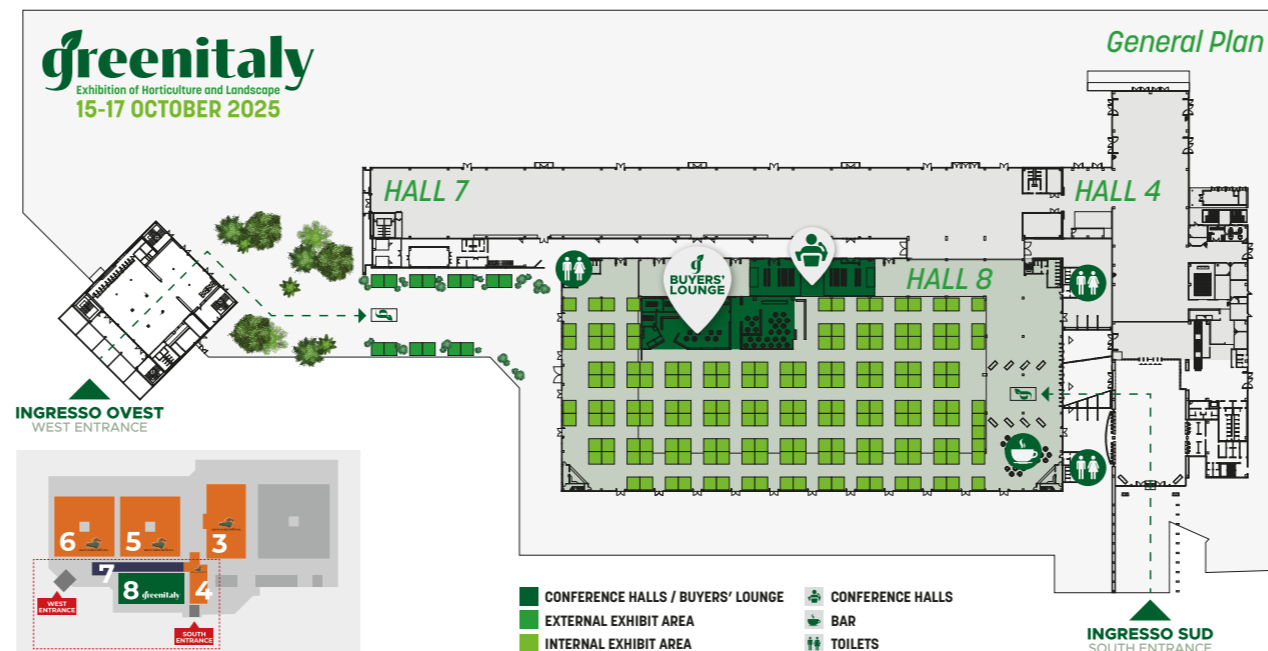 greenitaly
Exhibition of Horticulture and Landscape
15-17 OCTOBER 2025
General Plan
HALL 7
HALL 4
BUYERS'
LOUNGE
HALL 8
INGRESSO OVEST
WEST ENTRANCE
6
5
3
7
8 greenitaly
4
WEST
ENTRANCE
SOUTH
ENTRANCE
CONFERENCE HALLS / BUYERS' LOUNGE
EXTERNAL EXHIBIT AREA
INTERNAL EXHIBIT AREA
CONFERENCE HALLS
BAR
TOILETS
INGRESSO SUD
SOUTH ENTRANCE